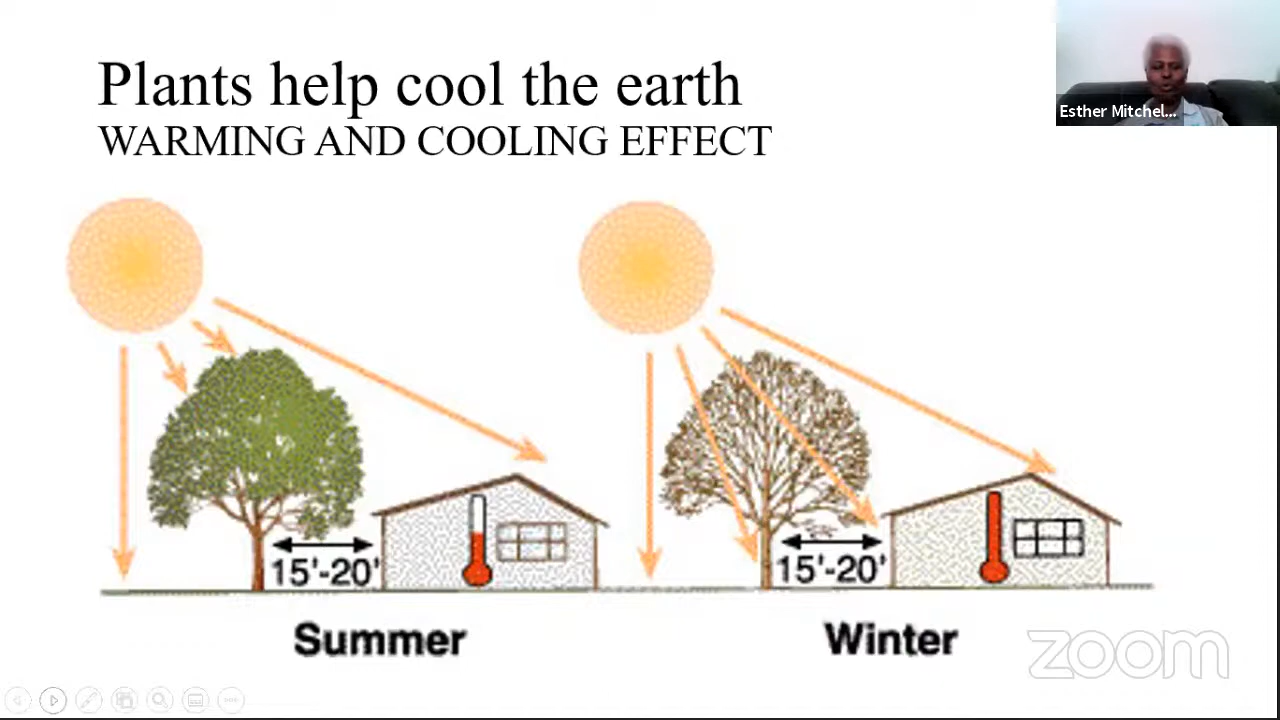 Plants help cool the earth
WARMING AND COOLING EFFECT
Esther Mitchel...
15'-20'
15'-20'
Summer
Winter
zoom